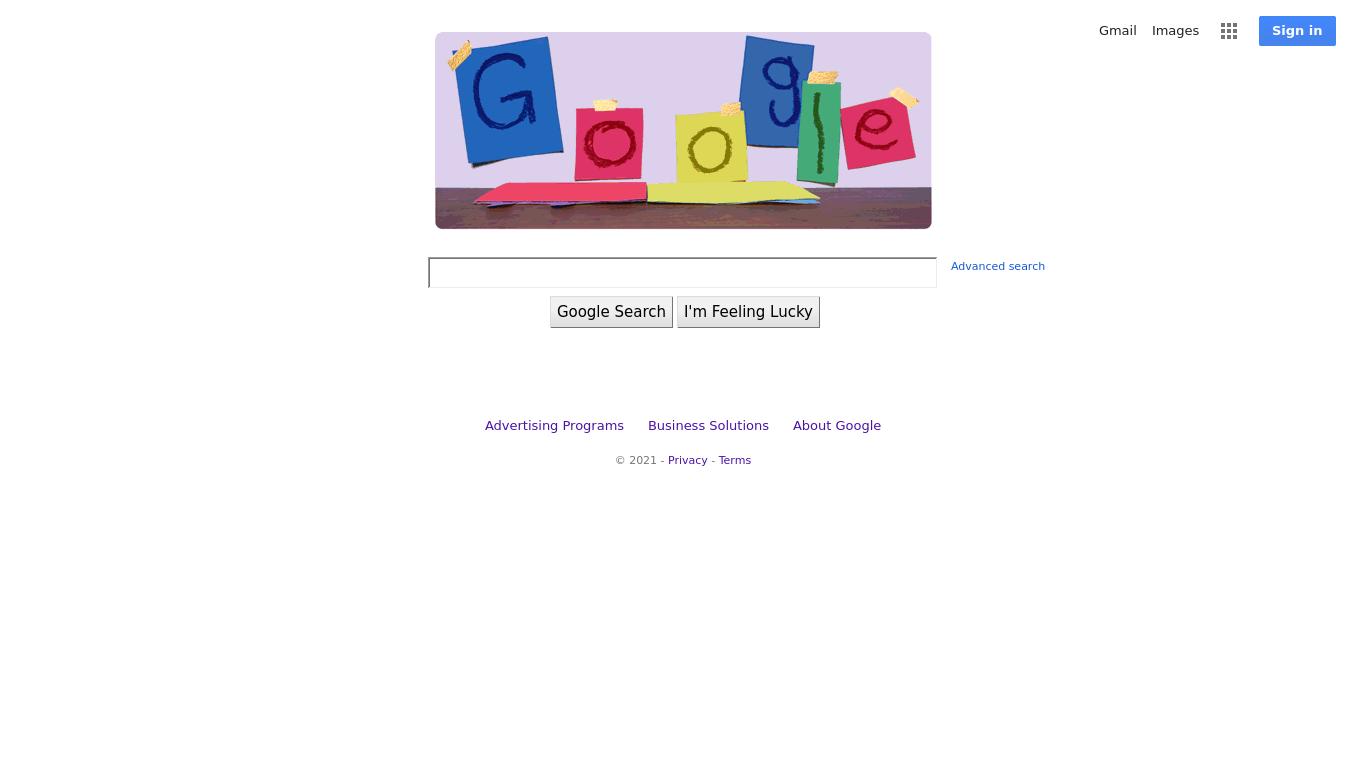 Gmail Images Sign in
Google
Advanced search
Google Search I'm Feeling Lucky
Advertising Programs Business Solutions About Google
© 2021 - Privacy - Terms